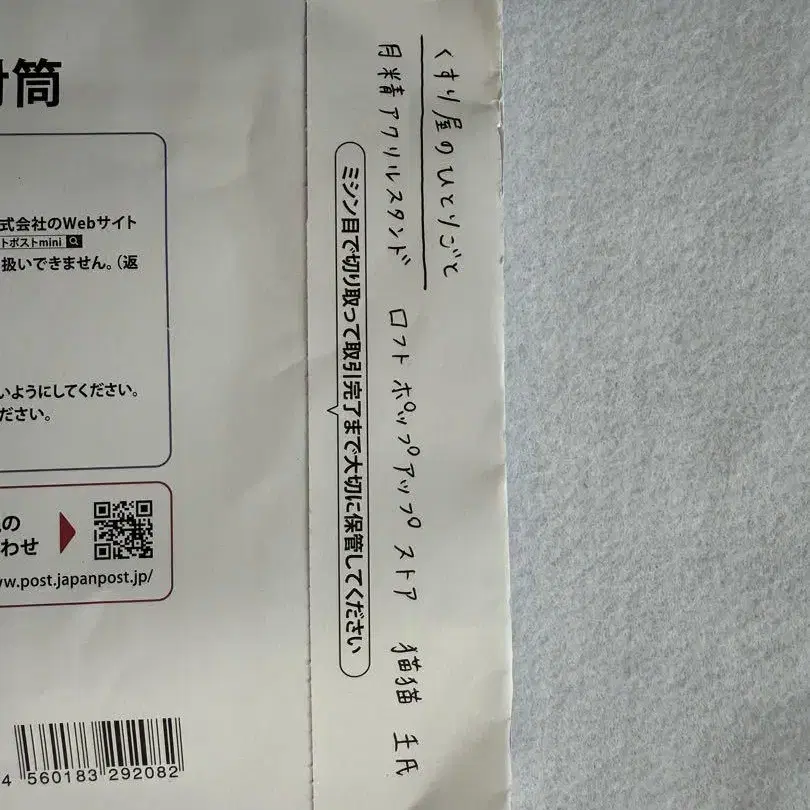 筒
式会社のWebサイト
トポストmini
扱いできません。（返
いようにしてください。
ださい。
の
わせ
w.post.japanpost.jp/
4 560183 292082
ミシン目で切り取って取引完了まで大切に保管してください
くすり屋のひとりごと
月精アクリルスタンド ロフト ポップアップ ストア 猫猫 壬氏